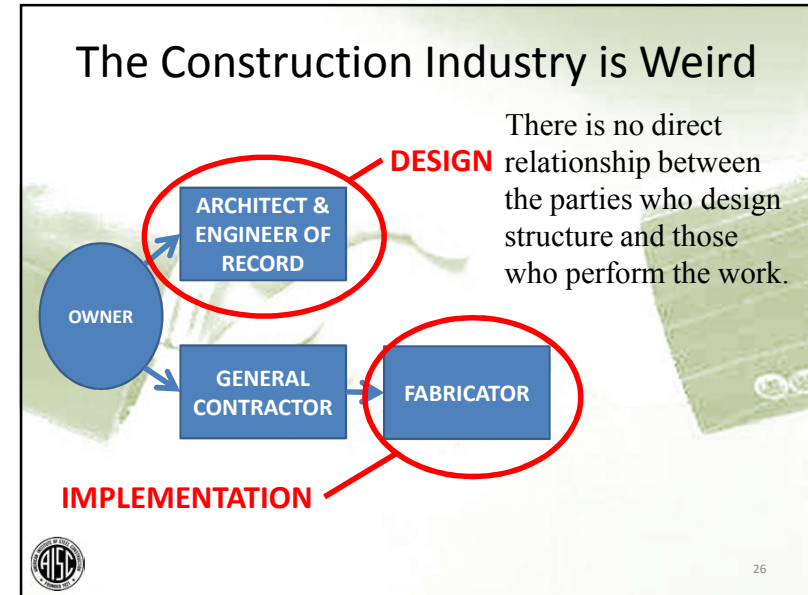 The Construction Industry is Weird
There is no direct
relationship between
the parties who design
structure and those
who perform the work.
DESIGN
ARCHITECT &
ENGINEER OF
RECORD
OWNER
GENERAL
CONTRACTOR
FABRICATOR
IMPLEMENTATION
AISC
26